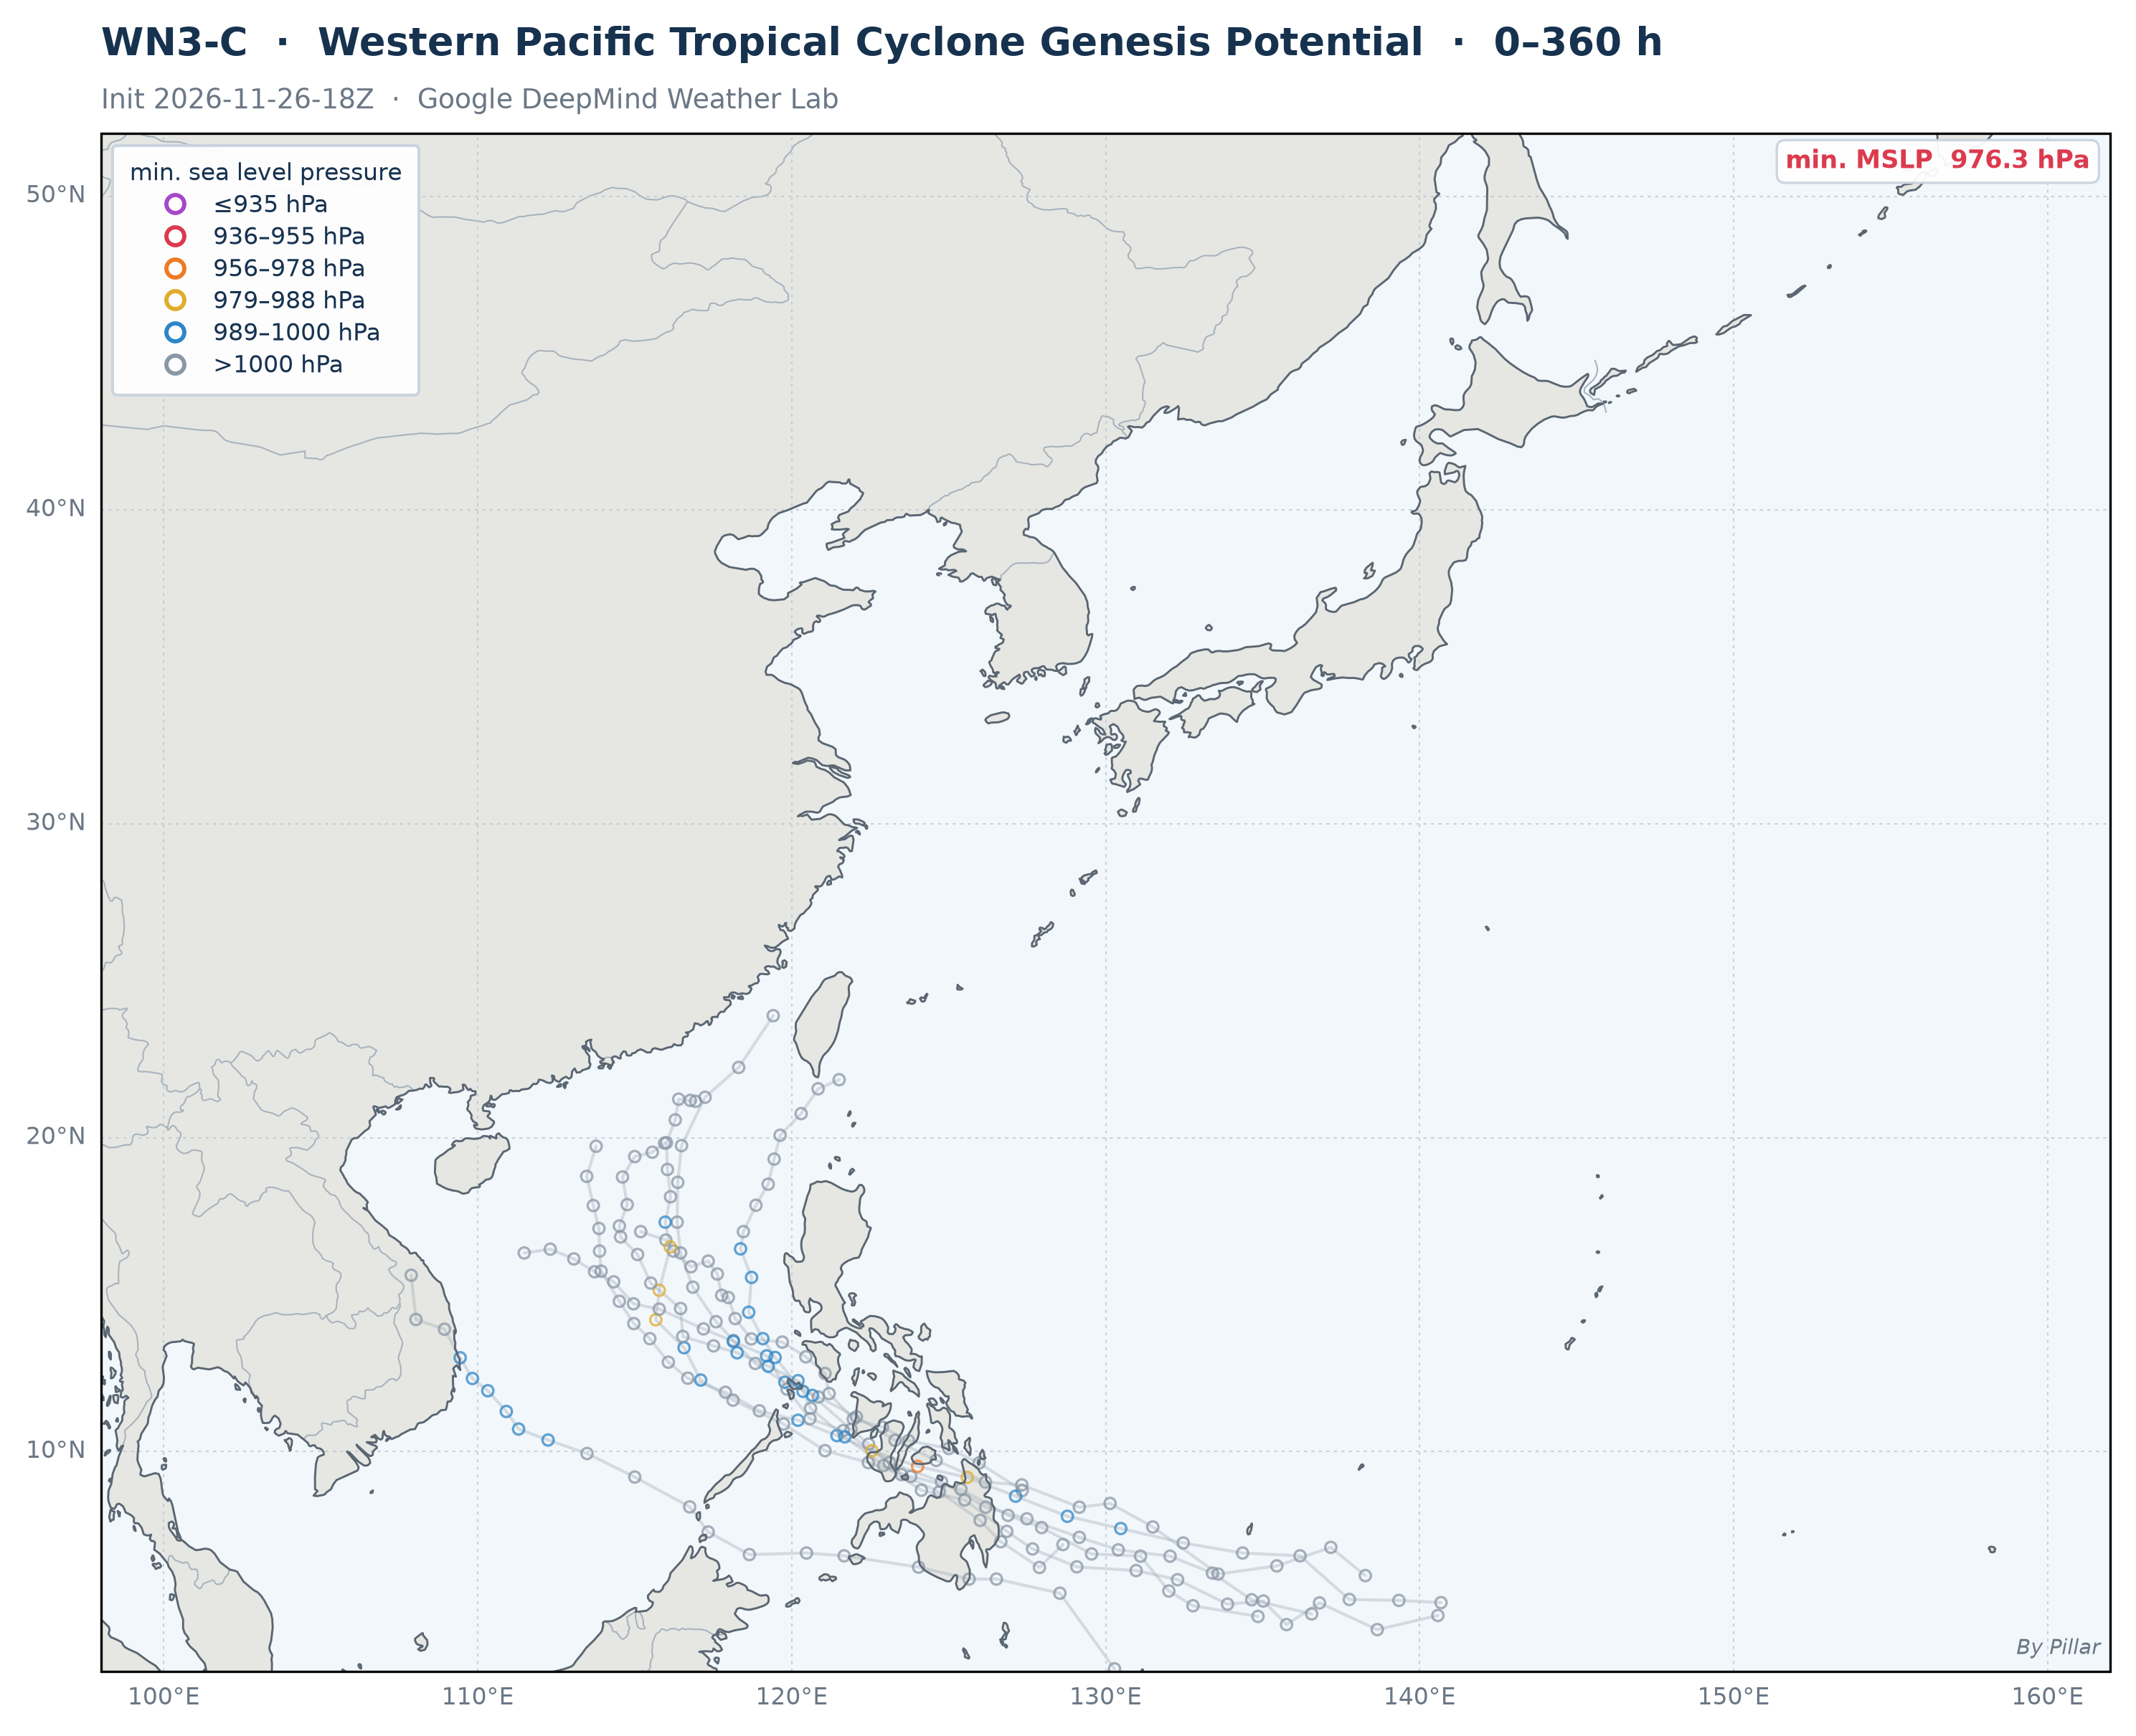 WN3-C · Western Pacific Tropical Cyclone Genesis Potential · 0–360 h
Init 2026-11-26-18Z · Google DeepMind Weather Lab
min. sea level pressure
≤935 hPa
936–955 hPa
956–978 hPa
979–988 hPa
989–1000 hPa
>1000 hPa
min. MSLP 976.3 hPa
50°N
40°N
30°N
20°N
10°N
By Pillar
100°E 110°E 120°E 130°E 140°E 150°E 160°E